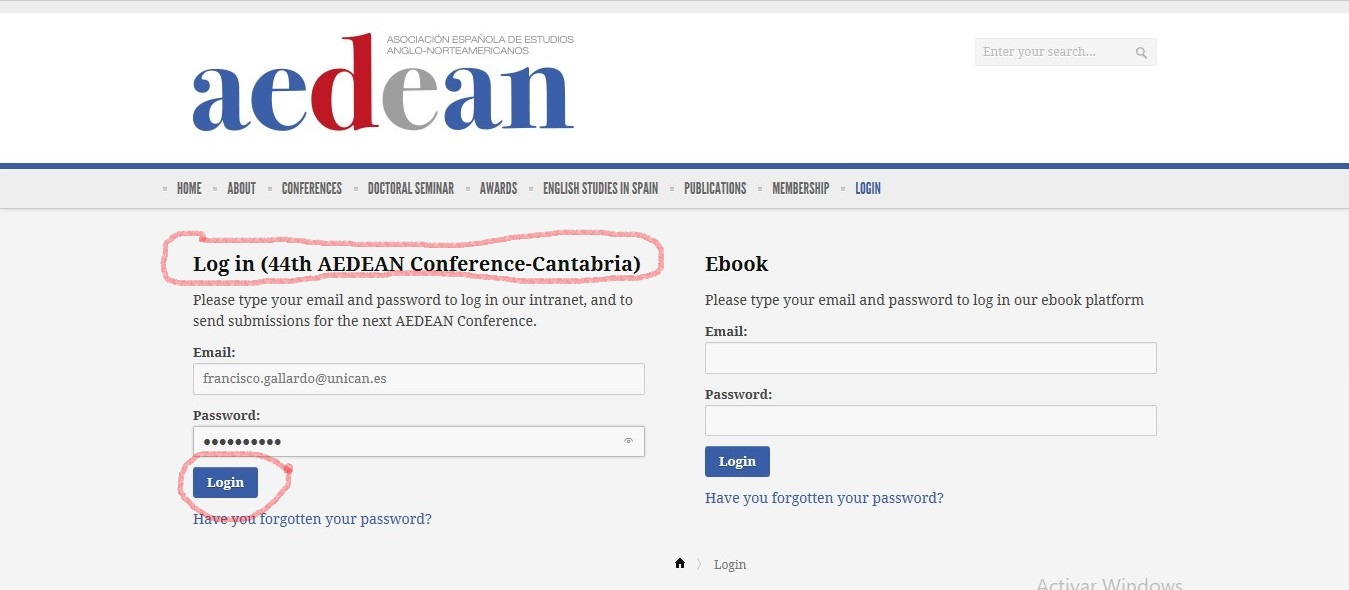 ASOCIACIÓN ESPAÑOLA DE ESTUDIOS
ANGLO-NORTEAMERICANOS
aedean
Enter your search...
HOME ABOUT CONFERENCES DOCTORAL SEMINAR AWARDS ENGLISH STUDIES IN SPAIN PUBLICATIONS MEMBERSHIP LOGIN
Log in (44th AEDEAN Conference-Cantabria)
Please type your email and password to log in our intranet, and to
send submissions for the next AEDEAN Conference.
Email:
francisco.gallardo@unican.es
Password:
●●●●●●●●●●
Login
Have you forgotten your password?
Ebook
Please type your email and password to log in our ebook platform
Email:
Password:
Login
Have you forgotten your password?
Login
Activar Windows